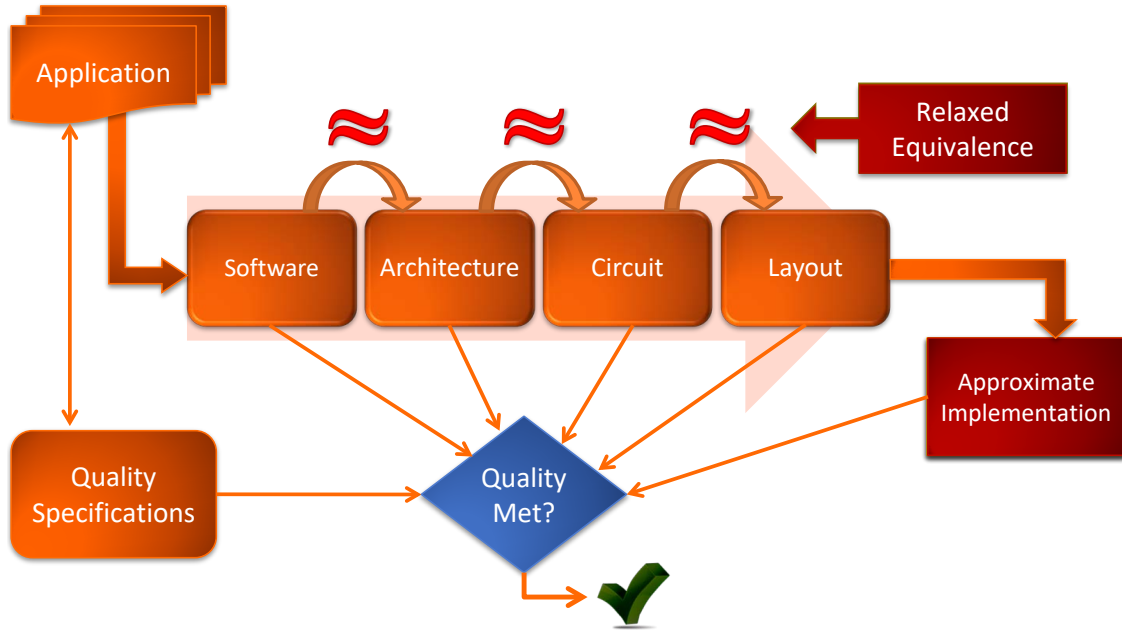 Application
≈
≈
≈
Relaxed
Equivalence
Software
Architecture
Circuit
Layout
Approximate
Implementation
Quality
Specifications
Quality
Met?